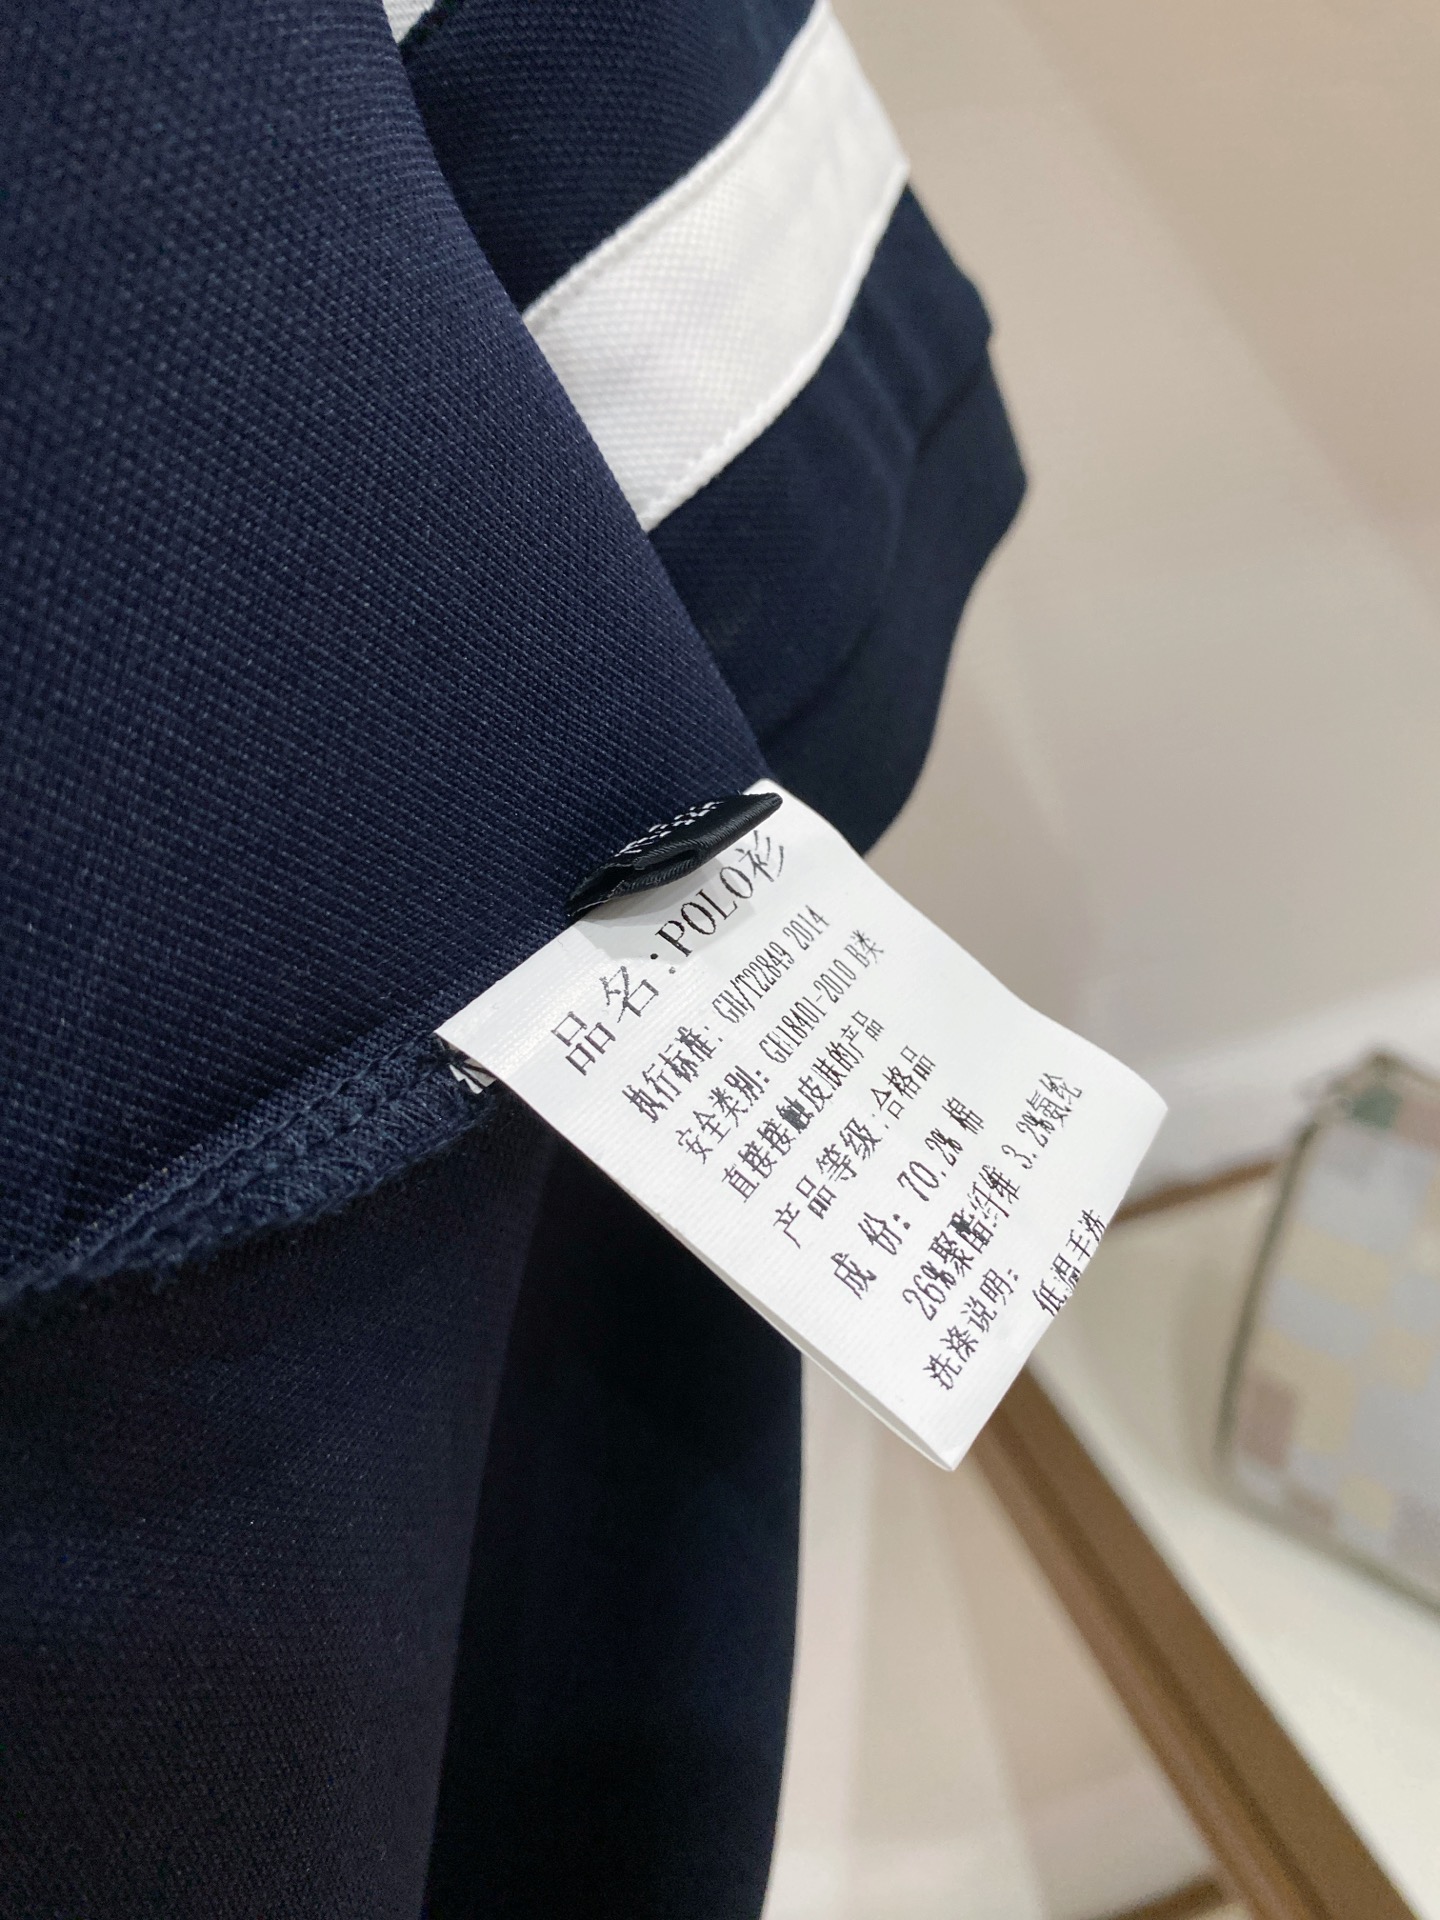 品名:POLO衫
执行标准: GB/T22849 2014
安全类别: GB18401-2010 B类
直接接触皮肤的产品
产品等级:合格品
成 份: 70.2% 棉
26%聚酯纤维 3.2%氨纶
洗涤说明: 低温手洗